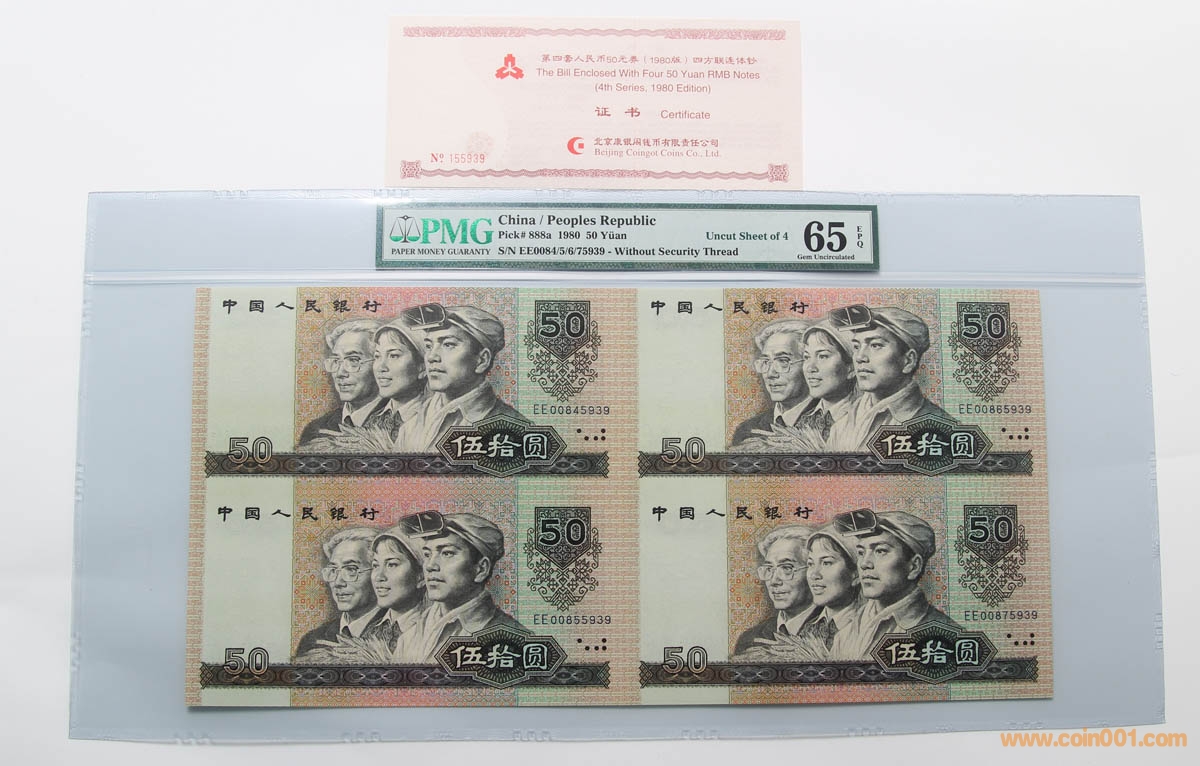 第四套人民币50元券(1980版)四方联连体钞
The Bill Enclosed With Four 50 Yuan RMB Notes
(4th Series, 1980 Edition)
证 书 Certificate
北京康银阁钱币有限责任公司
Beijing Coingot Coins Co., Ltd.
Nº 155939
PMG
PAPER MONEY GUARANTY
China / Peoples Republic
Pick# 888a 1980 50 Yüan
Uncut Sheet of 4
S/N EE0084/5/6/75939 - Without Security Thread
65
EPQ
Gem Uncirculated
中国人民银行
50
EE00845939
50
伍拾圆
中国人民银行
50
EE00865939
50
伍拾圆
中国人民银行
50
EE00855939
50
伍拾圆
中国人民银行
50
EE00875939
50
伍拾圆
www.coin001.com